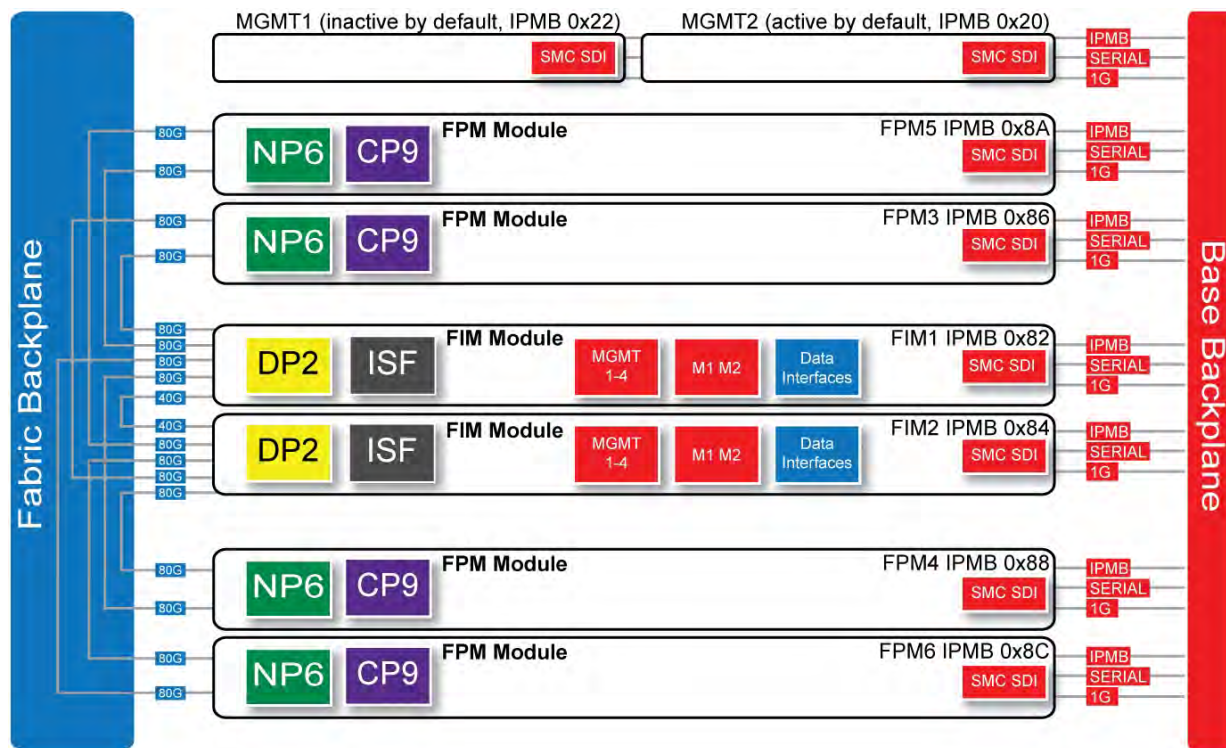 MGMT1 (inactive by default, IPMB 0x22)
MGMT2 (active by default, IPMB 0x20)
SMC SDI
SMC SDI
IPMB
SERIAL
1G
Fabric Backplane
Base Backplane
80G
80G
NP6
CP9
FPM Module
FPM5 IPMB 0x8A
SMC SDI
IPMB
SERIAL
1G
80G
80G
NP6
CP9
FPM Module
FPM3 IPMB 0x86
SMC SDI
IPMB
SERIAL
1G
80G
80G
80G
80G
40G
DP2
ISF
FIM Module
MGMT
1-4
M1 M2
Data
Interfaces
FIM1 IPMB 0x82
SMC SDI
IPMB
SERIAL
1G
40G
80G
80G
80G
80G
DP2
ISF
FIM Module
MGMT
1-4
M1 M2
Data
Interfaces
FIM2 IPMB 0x84
SMC SDI
IPMB
SERIAL
1G
80G
80G
NP6
CP9
FPM Module
FPM4 IPMB 0x88
SMC SDI
IPMB
SERIAL
1G
80G
80G
NP6
CP9
FPM Module
FPM6 IPMB 0x8C
SMC SDI
IPMB
SERIAL
1G